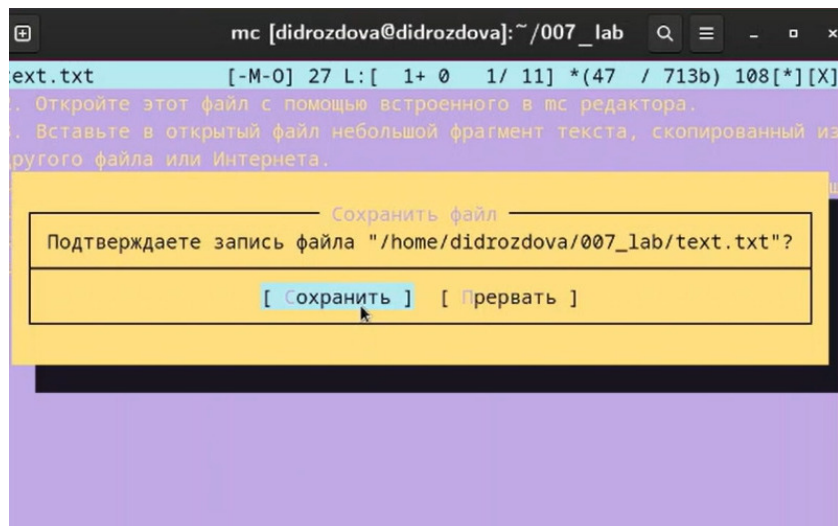 mc [didrozdova@didrozdova]:~/007_lab
ext.txt [-M-O] 27 L:[ 1+ 0 1/ 11] *(47 / 713b) 108[*][X]
. Откройте этот файл с помощью встроенного в mc редактора.
. Вставьте в открытый файл небольшой фрагмент текста, скопированный из
ругого файла или Интернета.
Сохранить файл
Подтверждаете запись файла "/home/didrozdova/007_lab/text.txt"?
[ Сохранить ] [ Прервать ]